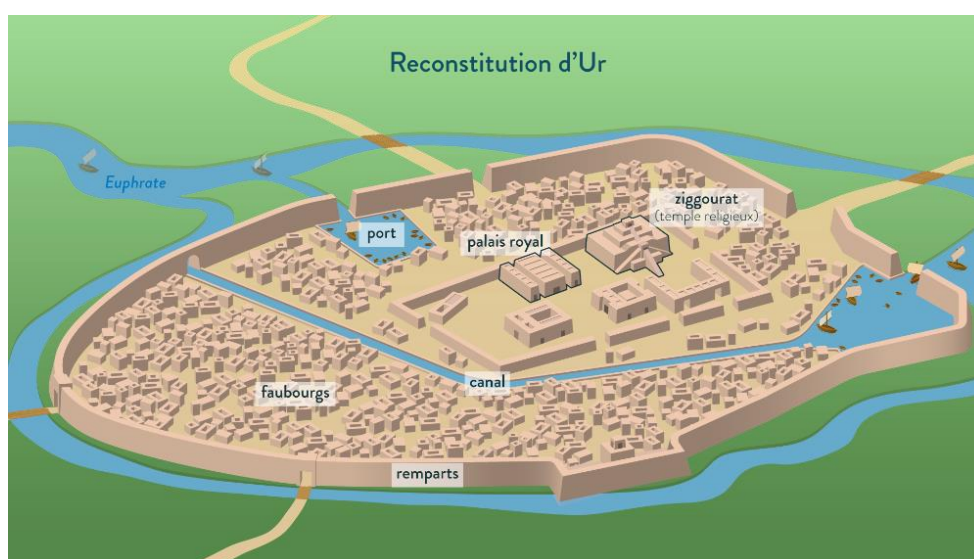 Reconstitution d'Ur
Euphrate
port
palais royal
ziggourat
(temple religieux)
faubourgs
canal
remparts